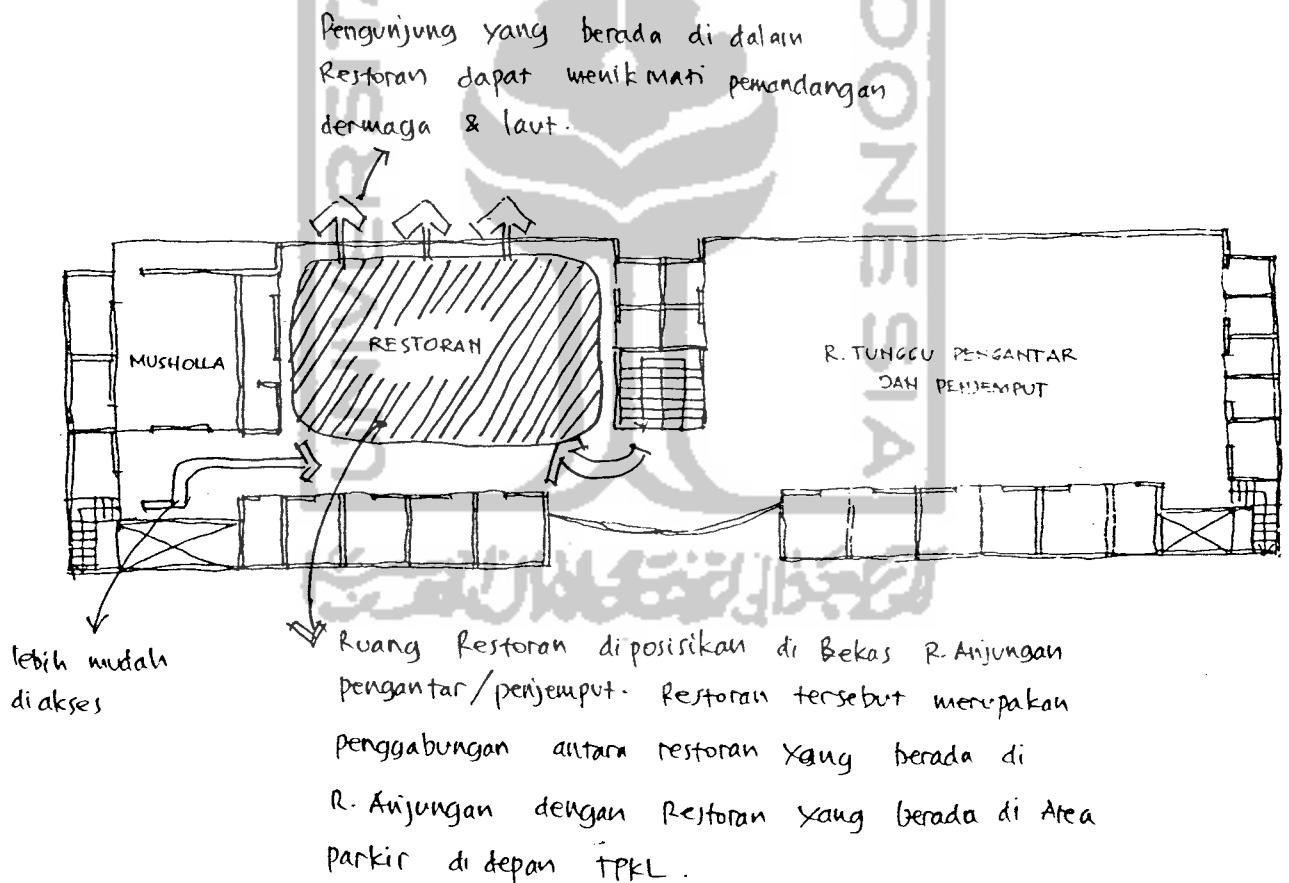 Pengunjung yang berada di dalam
Restoran dapat menikmati pemandangan
dermaga & laut.
MUSHOLLA
RESTORAN
R. TUNGGU PENGANTAR
DAN PENJEMPUT
lebih mudah
diakses
Ruang Restoran diposisikan di Bekas R. Anjungan
pengantar/penjemput. Restoran tersebut merupakan
penggabungan antara restoran yang berada di
R. Anjungan dengan Restoran yang berada di Area
parkir di depan TPKL.